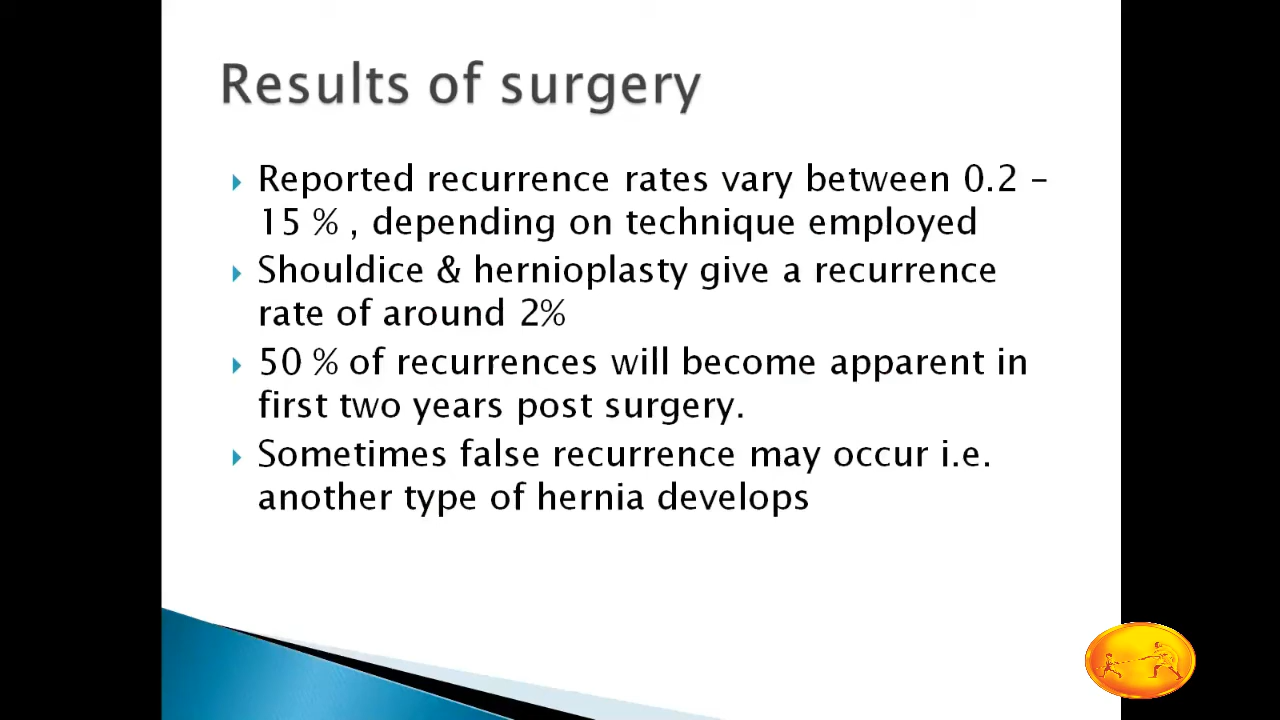 Results of surgery
Reported recurrence rates vary between 0.2 –
15 % , depending on technique employed
Shouldice & hernioplasty give a recurrence
rate of around 2%
50 % of recurrences will become apparent in
first two years post surgery.
Sometimes false recurrence may occur i.e.
another type of hernia develops